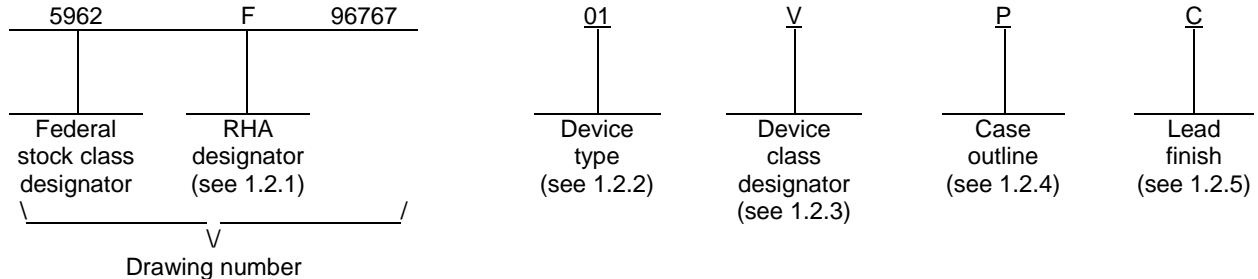 5962 F 96767 01 V P C
Federal stock class designator
RHA designator (see 1.2.1)
Device type (see 1.2.2)
Device class designator (see 1.2.3)
Case outline (see 1.2.4)
Lead finish (see 1.2.5)
\ /
\/
Drawing number